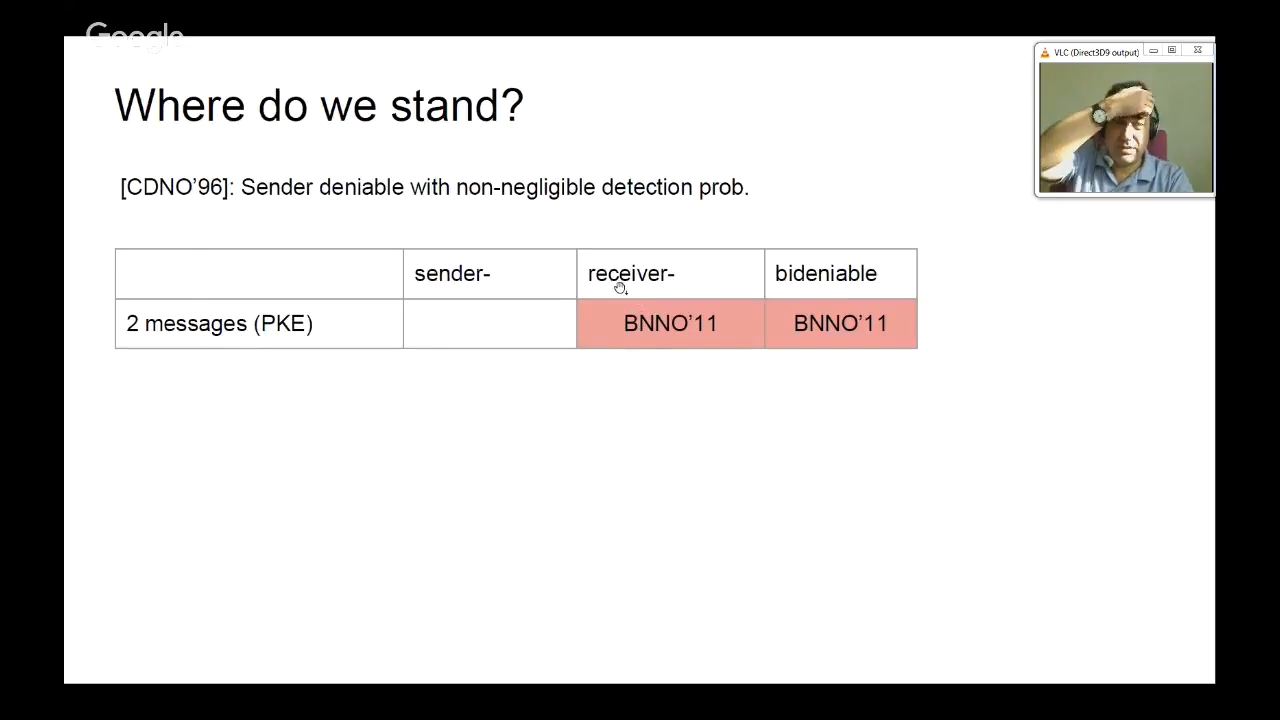 Google
VLC (Direct3D9 output)
Where do we stand?
[CDNO'96]: Sender deniable with non-negligible detection prob.
sender- receiver- bideniable
2 messages (PKE) BNNO'11 BNNO'11